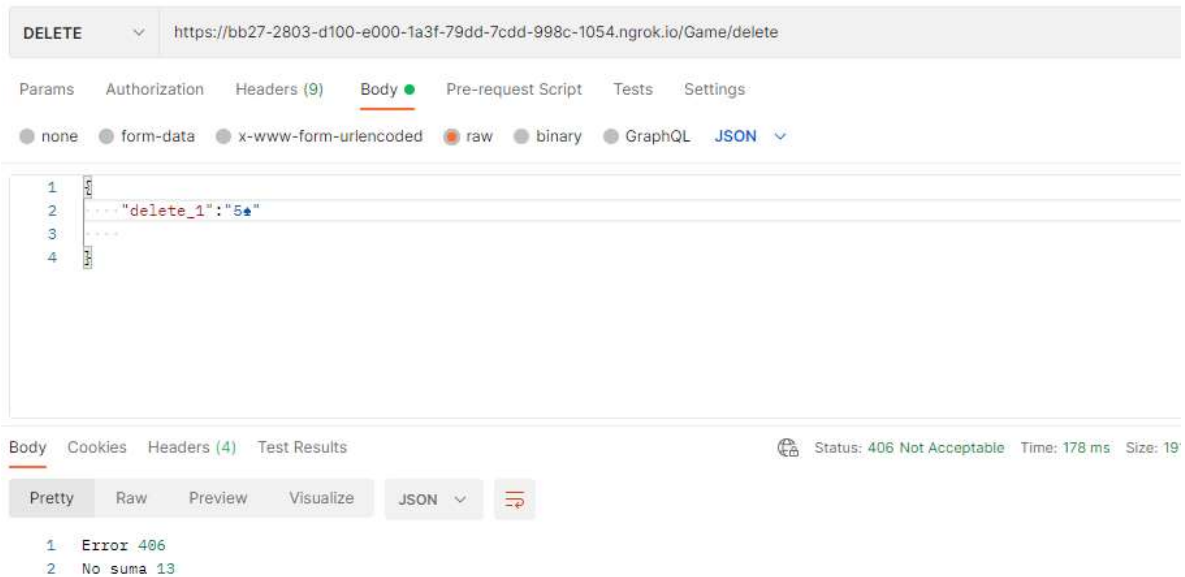 DELETE https://bb27-2803-d100-e000-1a3f-79dd-7cdd-998c-1054.ngrok.io/Game/delete
Params Authorization Headers (9) Body Pre-request Script Tests Settings
none form-data x-www-form-urlencoded raw binary GraphQL JSON
1 {
2 "delete_1":"5♠"
3
4 }
Body Cookies Headers (4) Test Results Status: 406 Not Acceptable Time: 178 ms Size: 19
Pretty Raw Preview Visualize JSON
1 Error 406
2 No suma 13